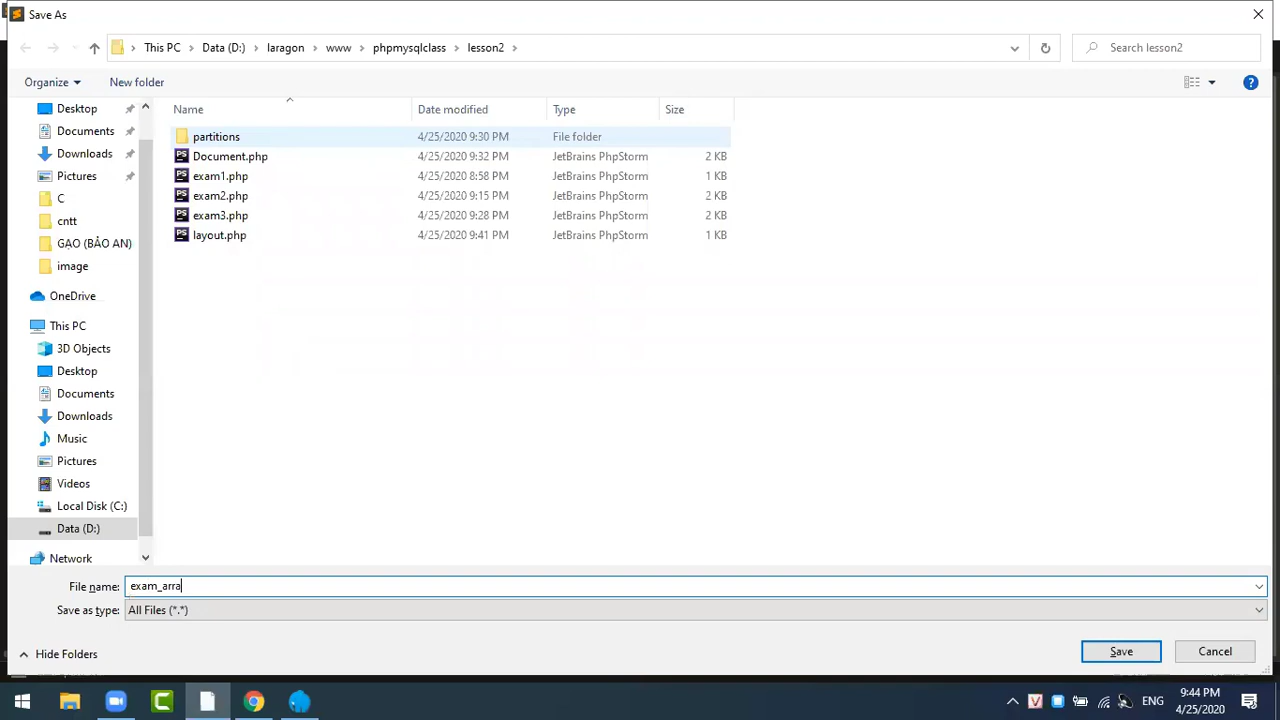 Save As
This PC > Data (D:) > laragon > www > phpmysqlclass > lesson2 >
Search lesson2
Organize
New folder
Name Date modified Type Size
partitions 4/25/2020 9:30 PM File folder
Document.php 4/25/2020 9:32 PM JetBrains PhpStorm 2 KB
exam1.php 4/25/2020 8:58 PM JetBrains PhpStorm 1 KB
exam2.php 4/25/2020 9:15 PM JetBrains PhpStorm 2 KB
exam3.php 4/25/2020 9:28 PM JetBrains PhpStorm 2 KB
layout.php 4/25/2020 9:41 PM JetBrains PhpStorm 1 KB
Desktop
Documents
Downloads
Pictures
C
cntt
GẠO (BẢO AN)
image
OneDrive
This PC
3D Objects
Desktop
Documents
Downloads
Music
Pictures
Videos
Local Disk (C:)
Data (D:)
Network
File name: exam_arra
Save as type: All Files (*.*)
Hide Folders
Save
Cancel
ENG
9:44 PM
4/25/2020